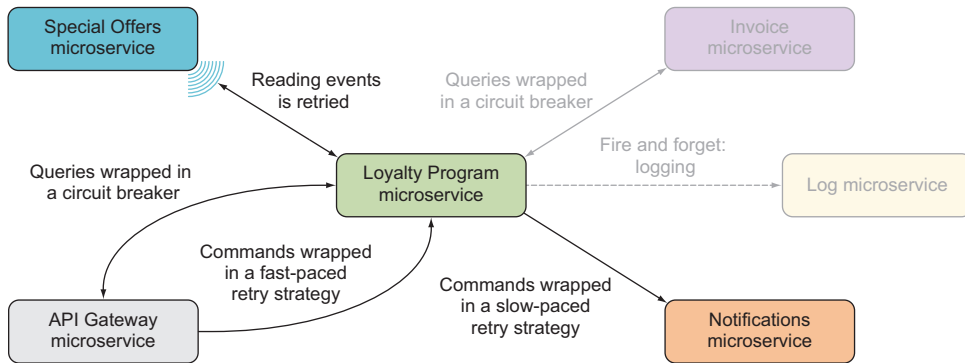 Special Offers
microservice
Invoice
microservice
Reading events
is retried
Queries wrapped
in a circuit breaker
Fire and forget:
logging
Queries wrapped in
a circuit breaker
Loyalty Program
microservice
Log microservice
Commands wrapped
in a fast-paced
retry strategy
Commands wrapped
in a slow-paced
retry strategy
API Gateway
microservice
Notifications
microservice